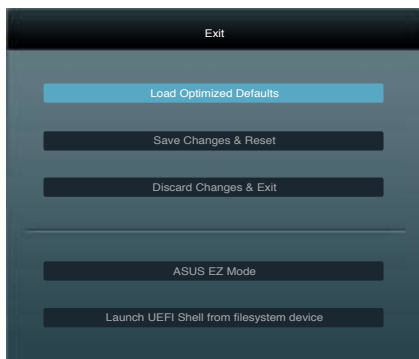 Exit
Load Optimized Defaults
Save Changes & Reset
Discard Changes & Exit
ASUS EZ Mode
Launch UEFI Shell from filesystem device